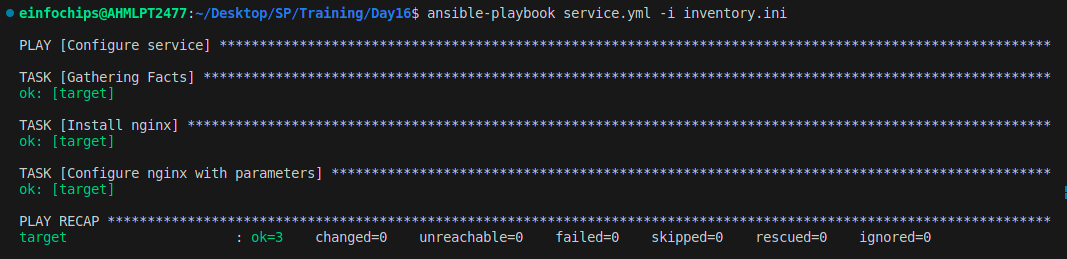 einfochips@AHMLPT2477:~/Desktop/SP/Training/Day16$ ansible-playbook service.yml -i inventory.ini
PLAY [Configure service] ********************************************************************************************************
TASK [Gathering Facts] **********************************************************************************************************
ok: [target]
TASK [Install nginx] ************************************************************************************************************
ok: [target]
TASK [Configure nginx with parameters] ******************************************************************************************
ok: [target]
PLAY RECAP **********************************************************************************************************************
target                     : ok=3    changed=0    unreachable=0    failed=0    skipped=0    rescued=0    ignored=0